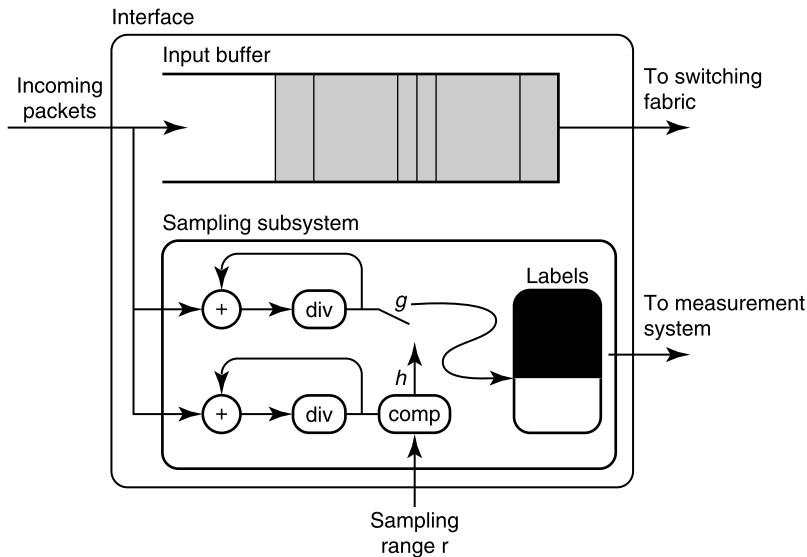 Interface
Input buffer
Incoming
packets
To switching
fabric
Sampling subsystem
Labels
+
div
g
To measurement
system
h
+
div
comp
Sampling
range r